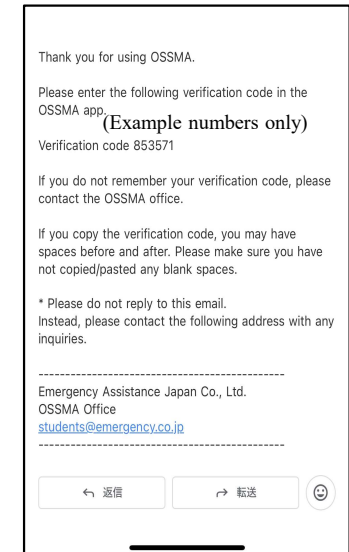 Thank you for using OSSMA.
Please enter the following verification code in the
OSSMA app.
(Example numbers only)
Verification code 853571
If you do not remember your verification code, please
contact the OSSMA office.
If you copy the verification code, you may have
spaces before and after. Please make sure you have
not copied/pasted any blank spaces.
* Please do not reply to this email.
Instead, please contact the following address with any
inquiries.
----------------------------------------------
Emergency Assistance Japan Co., Ltd.
OSSMA Office
students@emergency.co.jp
----------------------------------------------
返信 転送